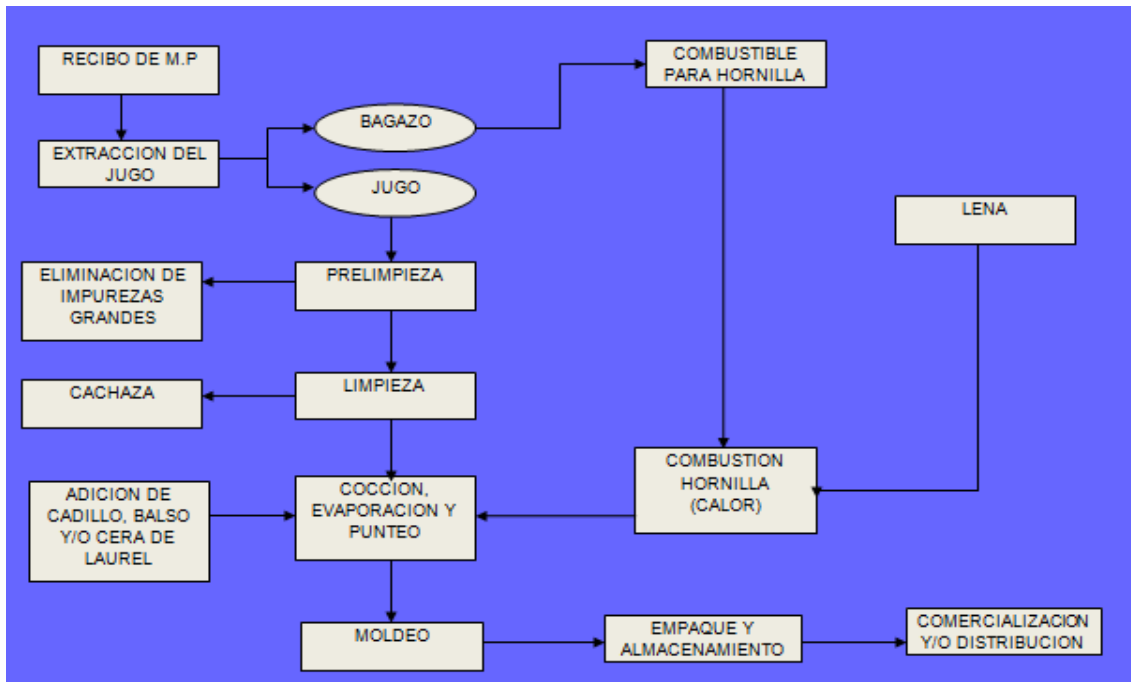 RECIBO DE M.P
EXTRACCION DEL
JUGO
BAGAZO
JUGO
COMBUSTIBLE
PARA HORNILLA
LENA
PRELIMPIEZA
ELIMINACION DE
IMPUREZAS
GRANDES
LIMPIEZA
CACHAZA
ADICION DE
CADILLO, BALSO
Y/O CERA DE
LAUREL
COCCION,
EVAPORACION Y
PUNTEO
COMBUSTION
HORNILLA
(CALOR)
MOLDEO
EMPAQUE Y
ALMACENAMIENTO
COMERCIALIZACION
Y/O DISTRIBUCION